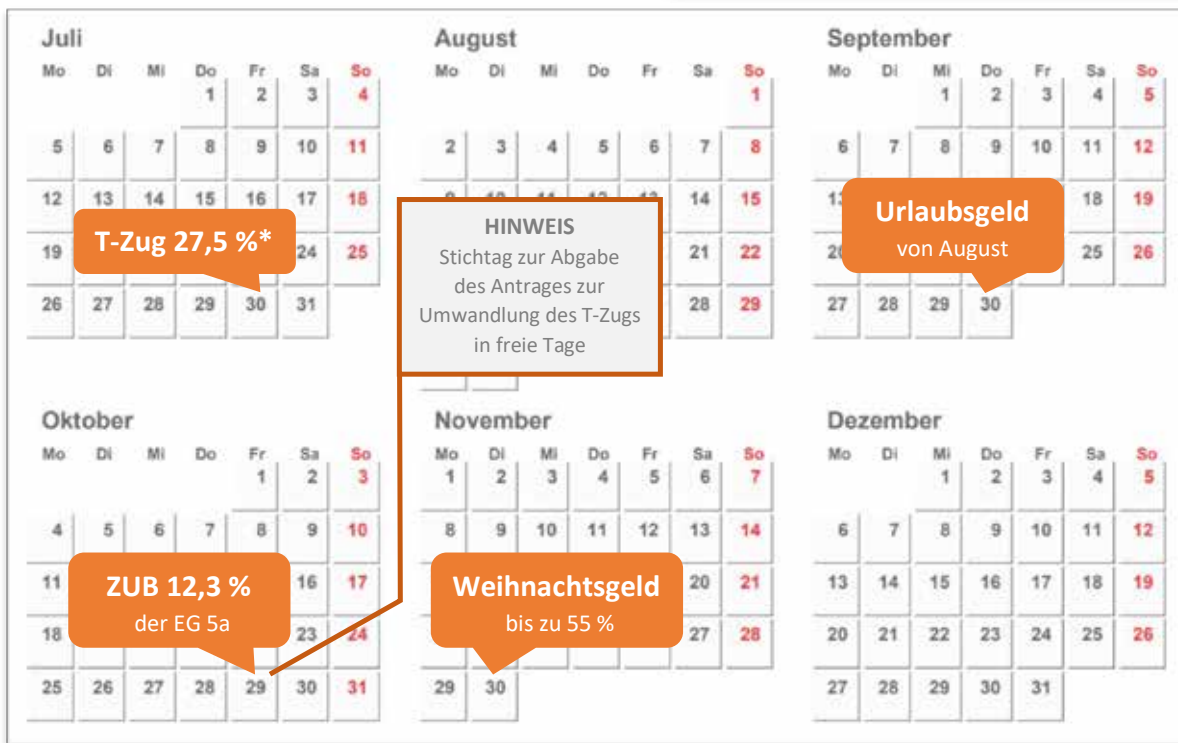 Juli
Mo Di Mi Do Fr Sa So
1 2 3 4
5 6 7 8 9 10 11
12 13 14 15 16 17 18
T-Zug 27,5 %*
19 24 25
26 27 28 29 30 31
August
Mo Di Mi Do Fr Sa So
1
2 3 4 5 6 7 8
14 15
21 22
28 29
HINWEIS
Stichtag zur Abgabe
des Antrages zur
Umwandlung des T-Zugs
in freie Tage
September
Mo Di Mi Do Fr Sa So
1 2 3 4 5
6 7 8 9 10 11 12
18 19
Urlaubsgeld
von August
25 26
27 28 29 30
Oktober
Mo Di Mi Do Fr Sa So
1 2 3
4 5 6 7 8 9 10
11 16 17
ZUB 12,3 %
der EG 5a
18 23 24
25 26 27 28 29 30 31
November
Mo Di Mi Do Fr Sa So
1 2 3 4 5 6 7
8 9 10 11 12 13 14
20 21
Weihnachtsgeld
bis zu 55 %
27 28
29 30
Dezember
Mo Di Mi Do Fr Sa So
1 2 3 4 5
6 7 8 9 10 11 12
13 14 15 16 17 18 19
20 21 22 23 24 25 26
27 28 29 30 31